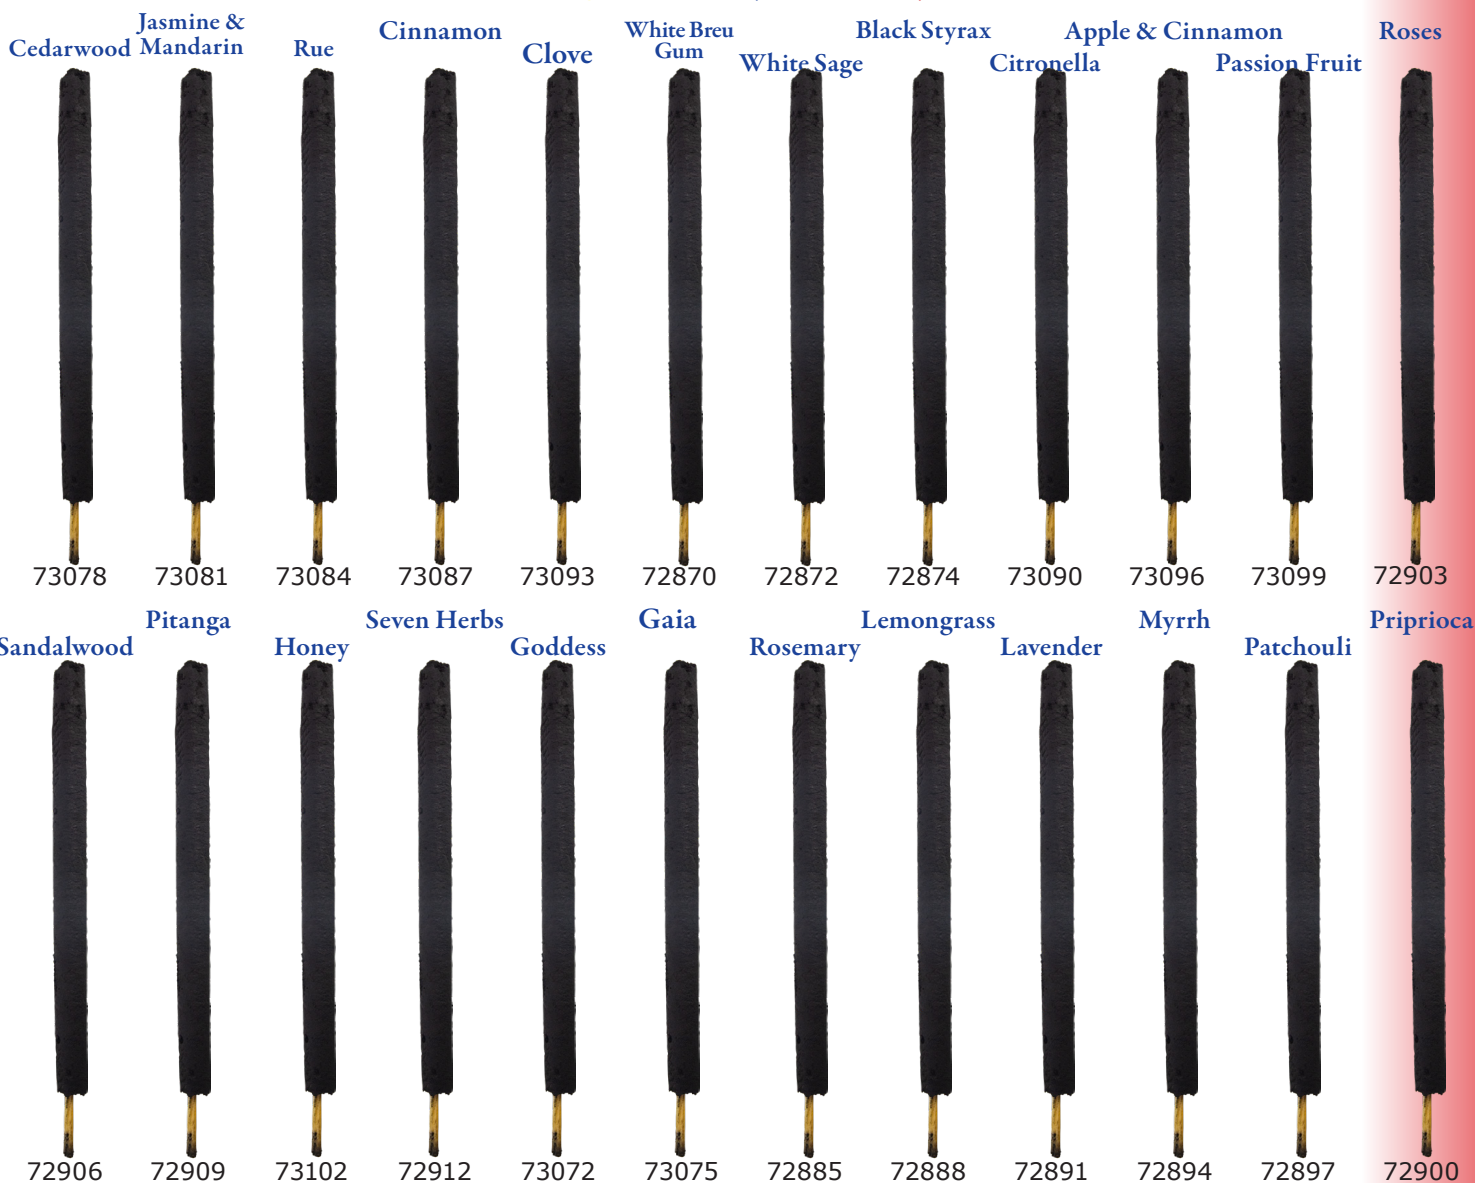 Cedarwood
Jasmine &
Mandarin
Rue
Cinnamon
Clove
White Breu
Gum
White Sage
Black Styrax
Citronella
Apple & Cinnamon
Passion Fruit
Roses
73078 73081 73084 73087 73093 72870 72872 72874 73090 73096 73099 72903
Sandalwood
Pitanga
Honey
Seven Herbs
Goddess
Gaia
Rosemary
Lemongrass
Lavender
Myrrh
Patchouli
Priprioca
72906 72909 73102 72912 73072 73075 72885 72888 72891 72894 72897 72900